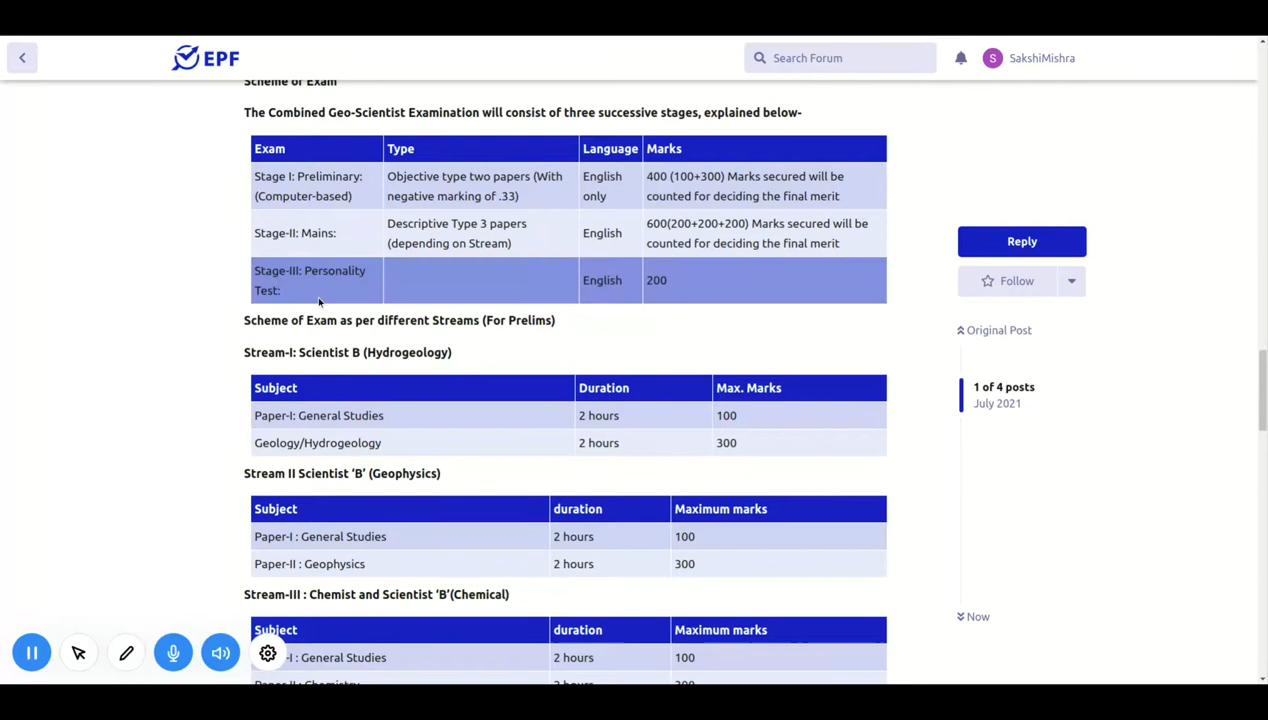 EPF
Search Forum
S
SakshiMishra
Scheme of Exam
The Combined Geo-Scientist Examination will consist of three successive stages, explained below-
Exam Type Language Marks
Stage I: Preliminary: (Computer-based)
Objective type two papers (With negative marking of .33)
English only
400 (100+300) Marks secured will be counted for deciding the final merit
Stage-II: Mains:
Descriptive Type 3 papers (depending on Stream)
English
600(200+200+200) Marks secured will be counted for deciding the final merit
Stage-III: Personality Test:
English
200
Scheme of Exam as per different Streams (For Prelims)
Stream-I: Scientist B (Hydrogeology)
Subject Duration Max. Marks
Paper-I: General Studies 2 hours 100
Geology/Hydrogeology 2 hours 300
Stream II Scientist ‘B’ (Geophysics)
Subject duration Maximum marks
Paper-I : General Studies 2 hours 100
Paper-II : Geophysics 2 hours 300
Stream-III : Chemist and Scientist ‘B’(Chemical)
Subject duration Maximum marks
-I : General Studies 2 hours 100
Reply
Follow
Original Post
1 of 4 posts
July 2021
Now